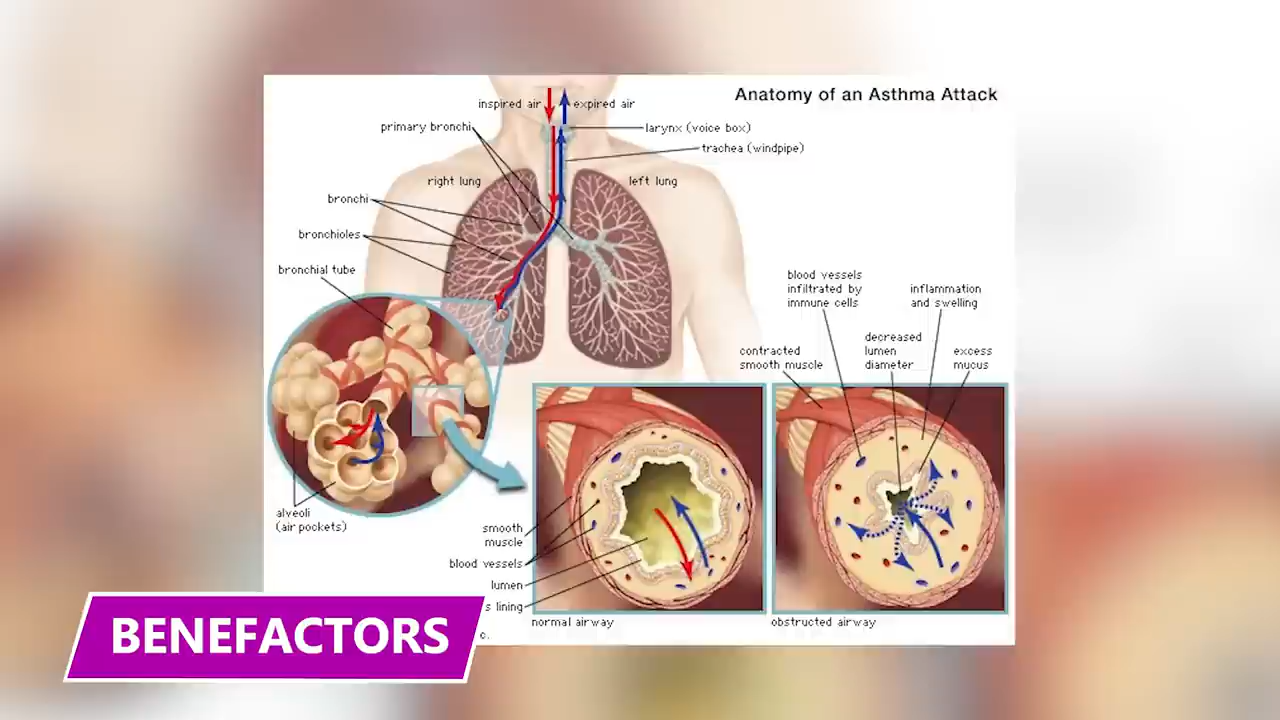 Anatomy of an Asthma Attack
inspired air
expired air
primary bronchi
larynx (voice box)
trachea (windpipe)
right lung
left lung
bronchi
bronchioles
bronchial tube
blood vessels
infiltrated by
immune cells
inflammation
and swelling
contracted
smooth muscle
decreased
lumen
diameter
excess
mucus
alveoli
(air pockets)
smooth
muscle
blood vessels
lumen
s lining
normal airway
obstructed airway
c.
BENEFACTORS